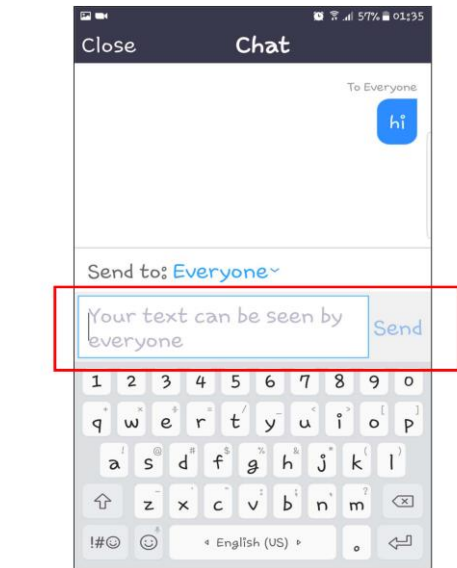 57% 01:35
Close Chat
To Everyone
hi
Send to: Everyone
Your text can be seen by
everyone
Send
1 2 3 4 5 6 7 8 9 0
q w e r t y u i o p
a s d f g h j k l
z x c v b n m
!#☺ English (US) .